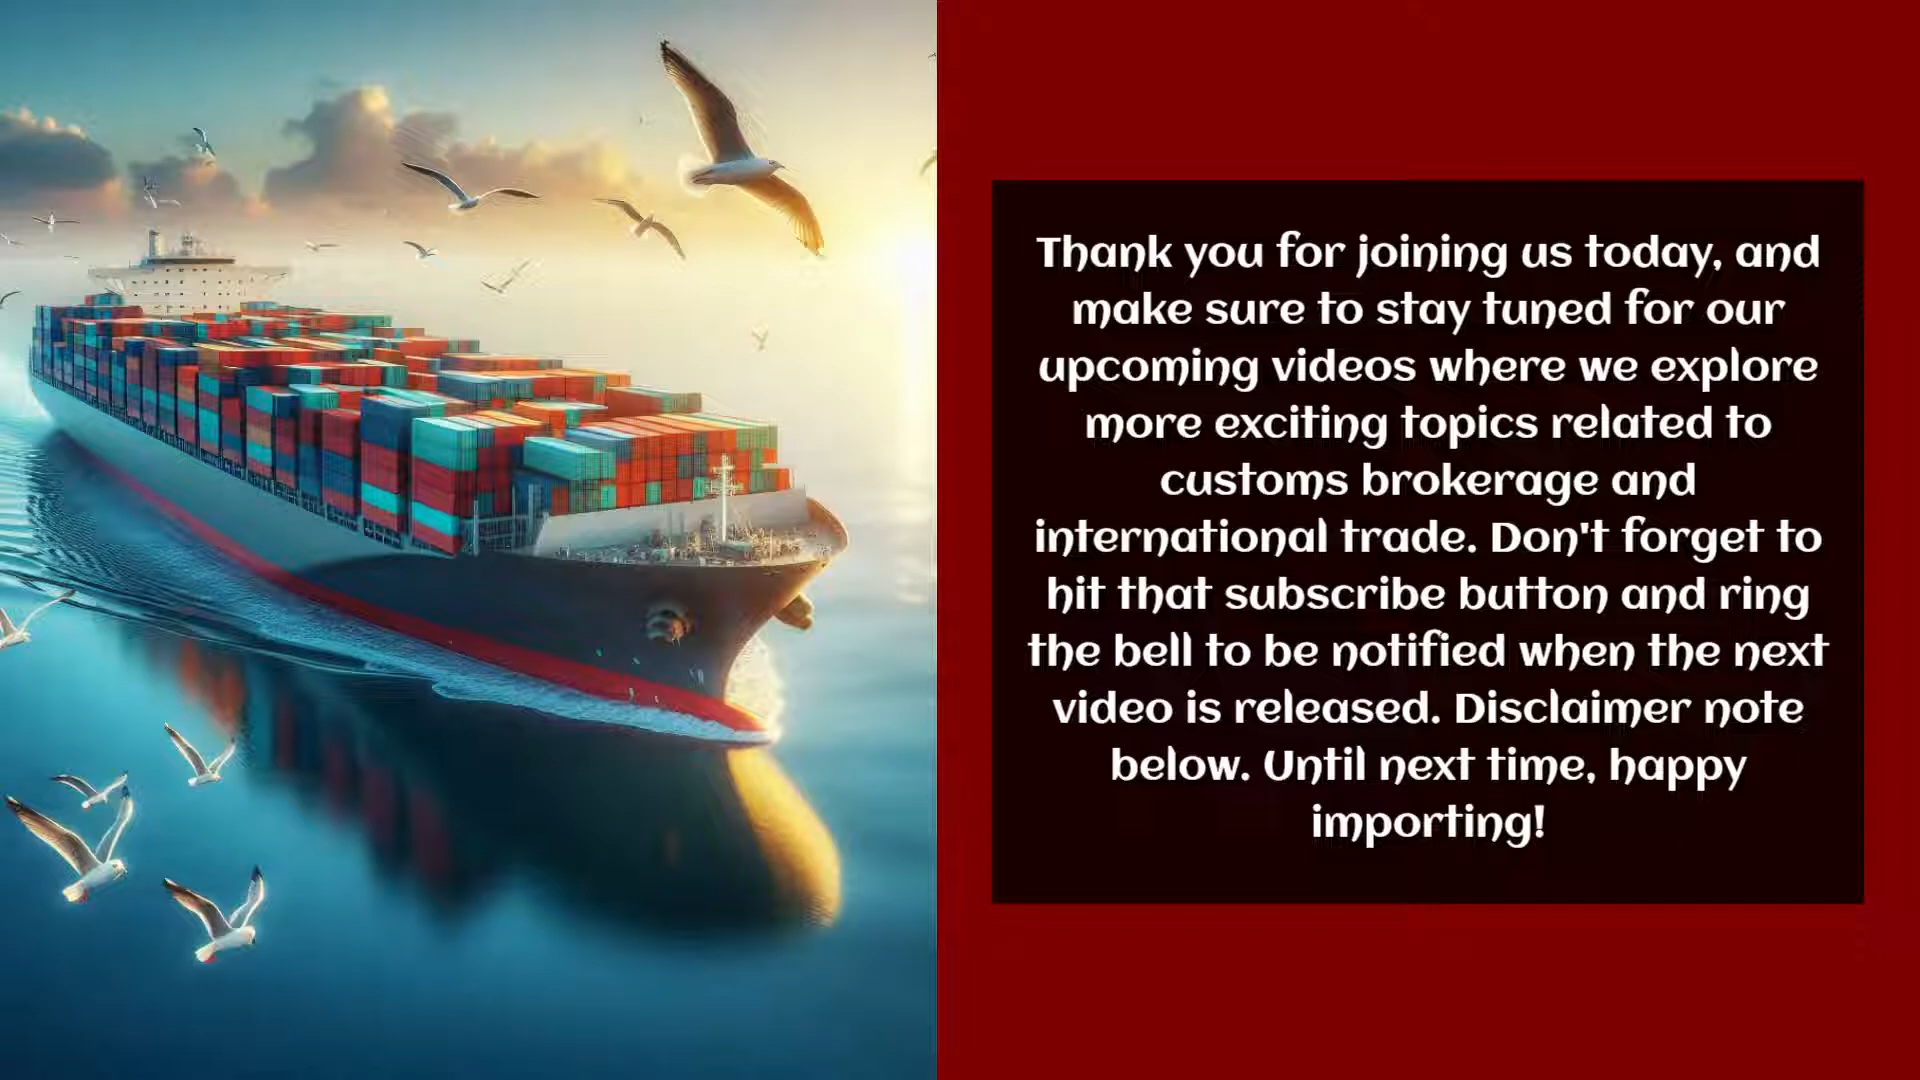 Thank you for joining us today, and
make sure to stay tuned for our
upcoming videos where we explore
more exciting topics related to
customs brokerage and
international trade. Don't forget to
hit that subscribe button and ring
the bell to be notified when the next
video is released. Disclaimer note
below. Until next time, happy
importing!